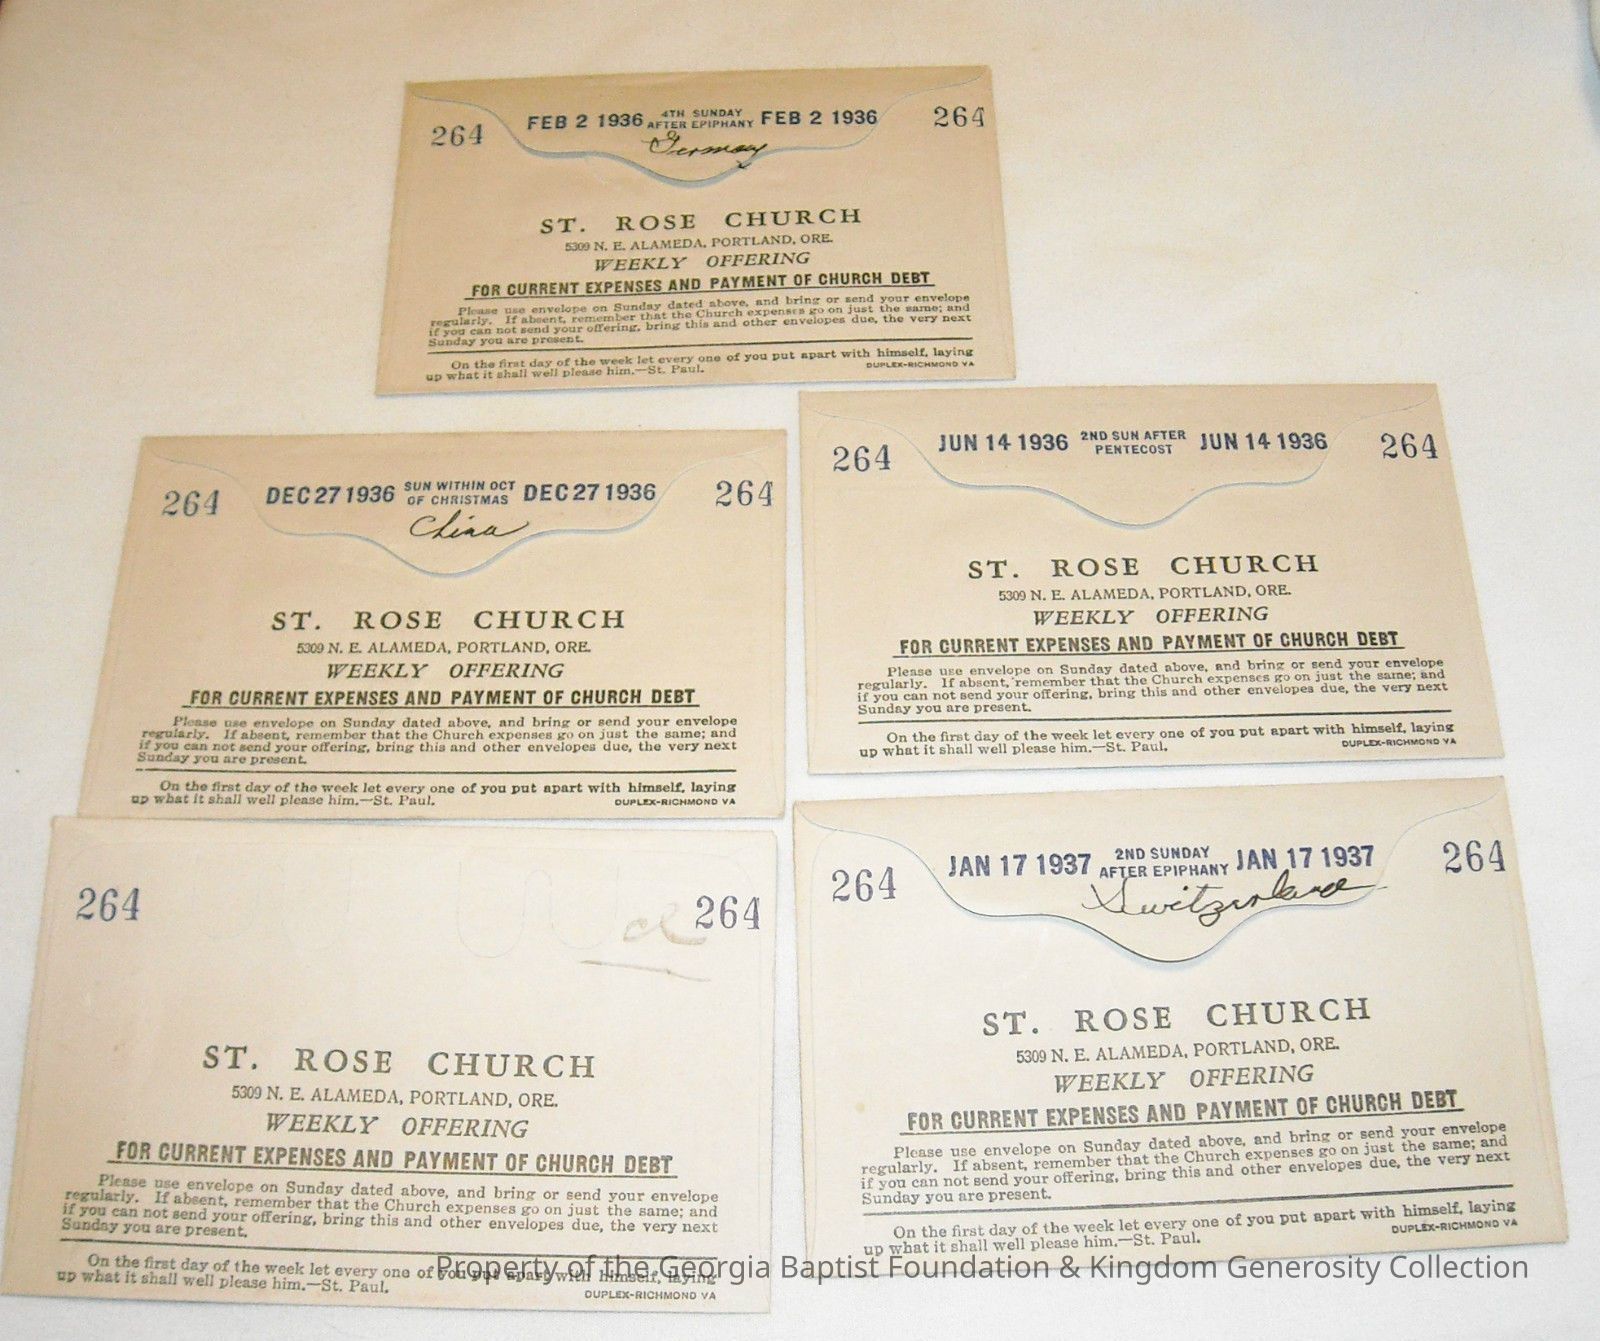 264 FEB 2 1936 4TH SUNDAY AFTER EPIPHANY FEB 2 1936 264
Germany
ST. ROSE CHURCH
5309 N. E. ALAMEDA, PORTLAND, ORE.
WEEKLY OFFERING
FOR CURRENT EXPENSES AND PAYMENT OF CHURCH DEBT
Please use envelope on Sunday dated above, and bring or send your envelope
regularly. If absent, remember that the Church expenses go on just the same; and
if you can not send your offering, bring this and other envelopes due, the very next
Sunday you are present.
On the first day of the week let every one of you put apart with himself, laying
up what it shall well please him.—St. Paul.
DUPLEX-RICHMOND VA
264 DEC 27 1936 SUN WITHIN OCT OF CHRISTMAS DEC 27 1936 264
China
ST. ROSE CHURCH
5309 N. E. ALAMEDA, PORTLAND, ORE.
WEEKLY OFFERING
FOR CURRENT EXPENSES AND PAYMENT OF CHURCH DEBT
Please use envelope on Sunday dated above, and bring or send your envelope
regularly. If absent, remember that the Church expenses go on just the same; and
if you can not send your offering, bring this and other envelopes due, the very next
Sunday you are present.
On the first day of the week let every one of you put apart with himself, laying
up what it shall well please him.—St. Paul.
DUPLEX-RICHMOND VA
264 JUN 14 1936 2ND SUN AFTER PENTECOST JUN 14 1936 264
ST. ROSE CHURCH
5309 N. E. ALAMEDA, PORTLAND, ORE.
WEEKLY OFFERING
FOR CURRENT EXPENSES AND PAYMENT OF CHURCH DEBT
Please use envelope on Sunday dated above, and bring or send your envelope
regularly. If absent, remember that the Church expenses go on just the same; and
if you can not send your offering, bring this and other envelopes due, the very next
Sunday you are present.
On the first day of the week let every one of you put apart with himself, laying
up what it shall well please him.—St. Paul.
DUPLEX-RICHMOND VA
264 264
ST. ROSE CHURCH
5309 N. E. ALAMEDA, PORTLAND, ORE.
WEEKLY OFFERING
FOR CURRENT EXPENSES AND PAYMENT OF CHURCH DEBT
Please use envelope on Sunday dated above, and bring or send your envelope
regularly. If absent, remember that the Church expenses go on just the same; and
if you can not send your offering, bring this and other envelopes due, the very next
Sunday you are present.
On the first day of the week let every one of you put apart with himself, laying
up what it shall well please him.—St. Paul.
DUPLEX-RICHMOND VA
264 JAN 17 1937 2ND SUNDAY AFTER EPIPHANY JAN 17 1937 264
Switzerland
ST. ROSE CHURCH
5309 N. E. ALAMEDA, PORTLAND, ORE.
WEEKLY OFFERING
FOR CURRENT EXPENSES AND PAYMENT OF CHURCH DEBT
Please use envelope on Sunday dated above, and bring or send your envelope
regularly. If absent, remember that the Church expenses go on just the same; and
if you can not send your offering, bring this and other envelopes due, the very next
Sunday you are present.
On the first day of the week let every one of you put apart with himself, laying
up what it shall well please him.—St. Paul.
DUPLEX-RICHMOND VA
Property of the Georgia Baptist Foundation & Kingdom Generosity Collection